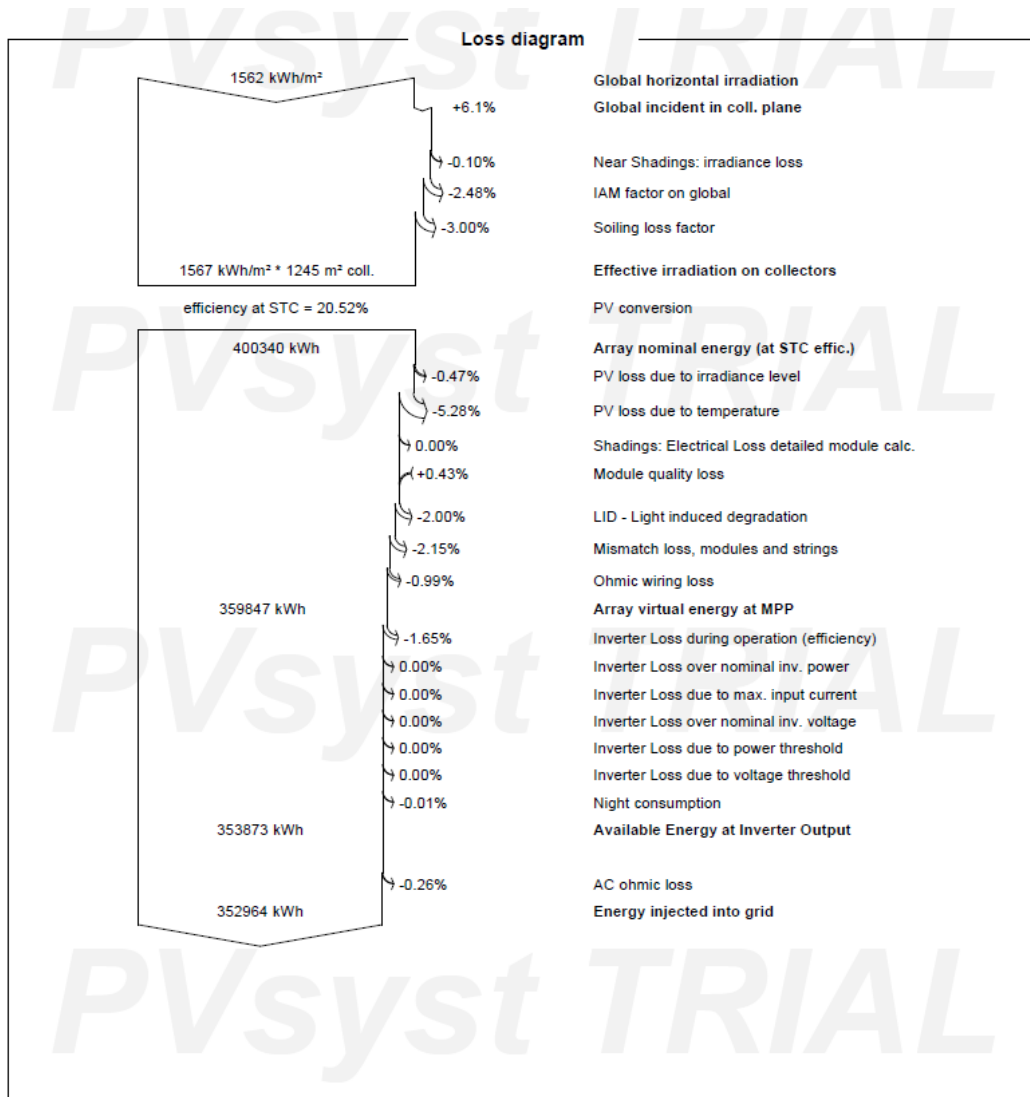 PVsyst TRIAL
Loss diagram
1562 kWh/m² Global horizontal irradiation
+6.1% Global incident in coll. plane
-0.10% Near Shadings: irradiance loss
-2.48% IAM factor on global
-3.00% Soiling loss factor
1567 kWh/m² * 1245 m² coll. Effective irradiation on collectors
efficiency at STC = 20.52% PV conversion
PVsyst TRIAL
400340 kWh Array nominal energy (at STC effic.)
-0.47% PV loss due to irradiance level
-5.28% PV loss due to temperature
0.00% Shadings: Electrical Loss detailed module calc.
+0.43% Module quality loss
-2.00% LID - Light induced degradation
-2.15% Mismatch loss, modules and strings
-0.99% Ohmic wiring loss
359847 kWh Array virtual energy at MPP
-1.65% Inverter Loss during operation (efficiency)
0.00% Inverter Loss over nominal inv. power
PVsyst TRIAL
0.00% Inverter Loss due to max. input current
0.00% Inverter Loss over nominal inv. voltage
0.00% Inverter Loss due to power threshold
0.00% Inverter Loss due to voltage threshold
-0.01% Night consumption
353873 kWh Available Energy at Inverter Output
-0.26% AC ohmic loss
352964 kWh Energy injected into grid
PVsyst TRIAL